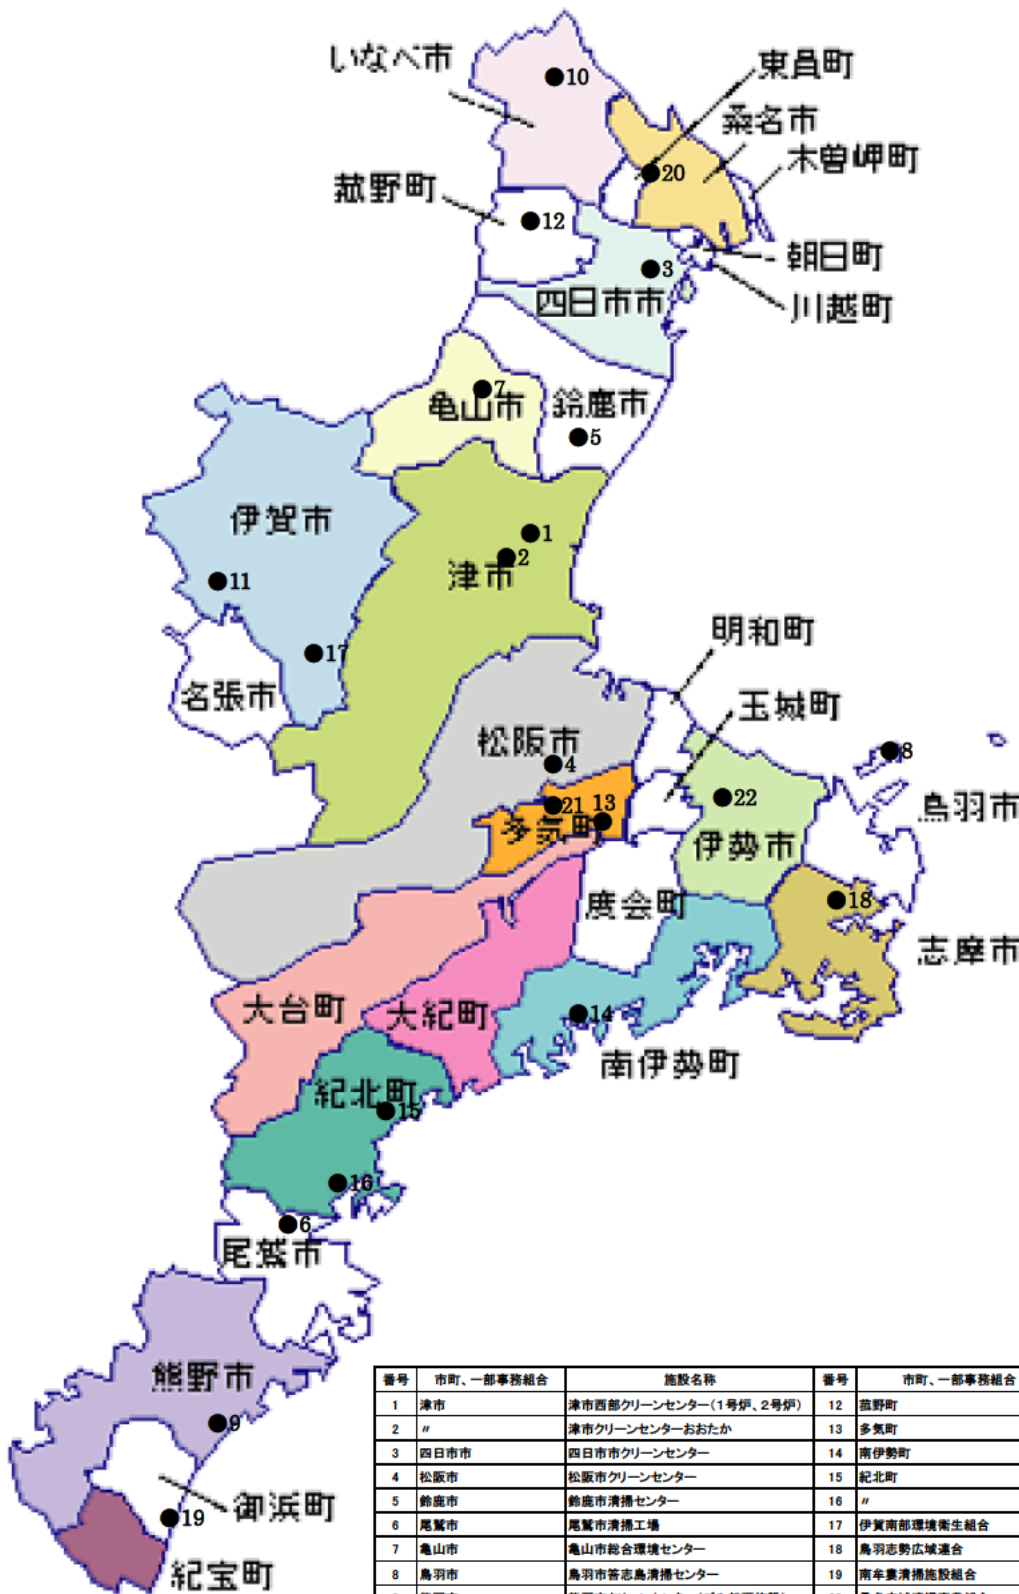 いなべ市
東員町
桑名市
木曽岬町
●10
●20
菰野町
●12
朝日町
●3
四日市市
川越町
●7
亀山市
鈴鹿市
●5
伊賀市
●1
●2
津市
●11
明和町
●17
名張市
玉城町
松阪市
●4
●8
鳥羽市
●21
13
多気町
●22
伊勢市
度会町
●18
志摩市
大台町
大紀町
●14
南伊勢町
紀北町
●15
●16
●6
尾鷲市
熊野市
●9
御浜町
●19
紀宝町
番号 市町、一部事務組合 施設名称 番号 市町、一部事務組合
1 津市 津市西部クリーンセンター(1号炉、2号炉) 12 菰野町
2 〃 津市クリーンセンターおおたか 13 多気町
3 四日市市 四日市市クリーンセンター 14 南伊勢町
4 松阪市 松阪市クリーンセンター 15 紀北町
5 鈴鹿市 鈴鹿市清掃センター 16 〃
6 尾鷲市 尾鷲市清掃工場 17 伊賀南部環境衛生組合
7 亀山市 亀山市総合環境センター 18 鳥羽志勢広域連合
8 鳥羽市 鳥羽市答志島清掃センター 19 南牟婁清掃施設組合